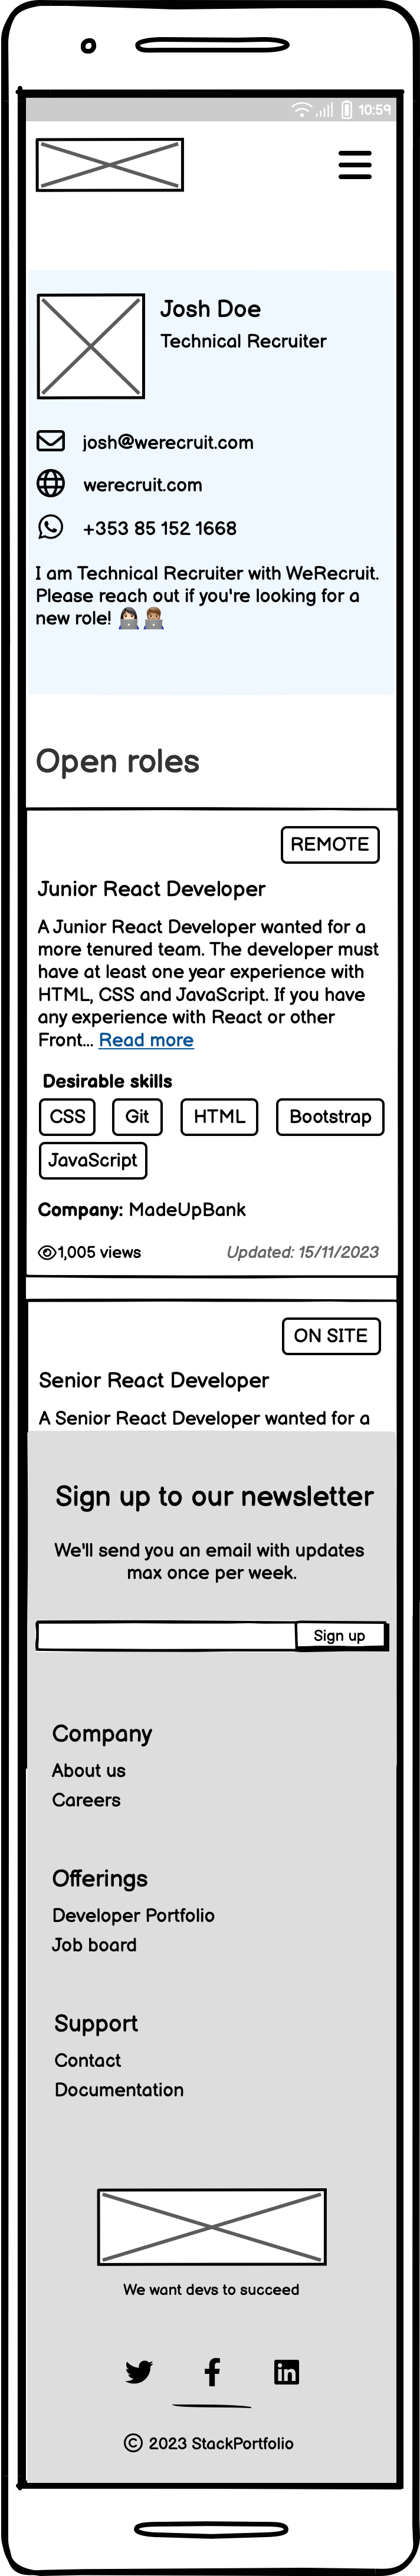 10:59
Josh Doe
Technical Recruiter
josh@werecruit.com
werecruit.com
+353 85 152 1668
I am Technical Recruiter with WeRecruit.
Please reach out if you're looking for a
new role! 👩🏻‍💻👨🏽‍💻
Open roles
REMOTE
Junior React Developer
A Junior React Developer wanted for a
more tenured team. The developer must
have at least one year experience with
HTML, CSS and JavaScript. If you have
any experience with React or other
Front... Read more
Desirable skills
CSS Git HTML Bootstrap
JavaScript
Company: MadeUpBank
1,005 views Updated: 15/11/2023
ON SITE
Senior React Developer
A Senior React Developer wanted for a
Sign up to our newsletter
We'll send you an email with updates
max once per week.
Sign up
Company
About us
Careers
Offerings
Developer Portfolio
Job board
Support
Contact
Documentation
We want devs to succeed
© 2023 StackPortfolio